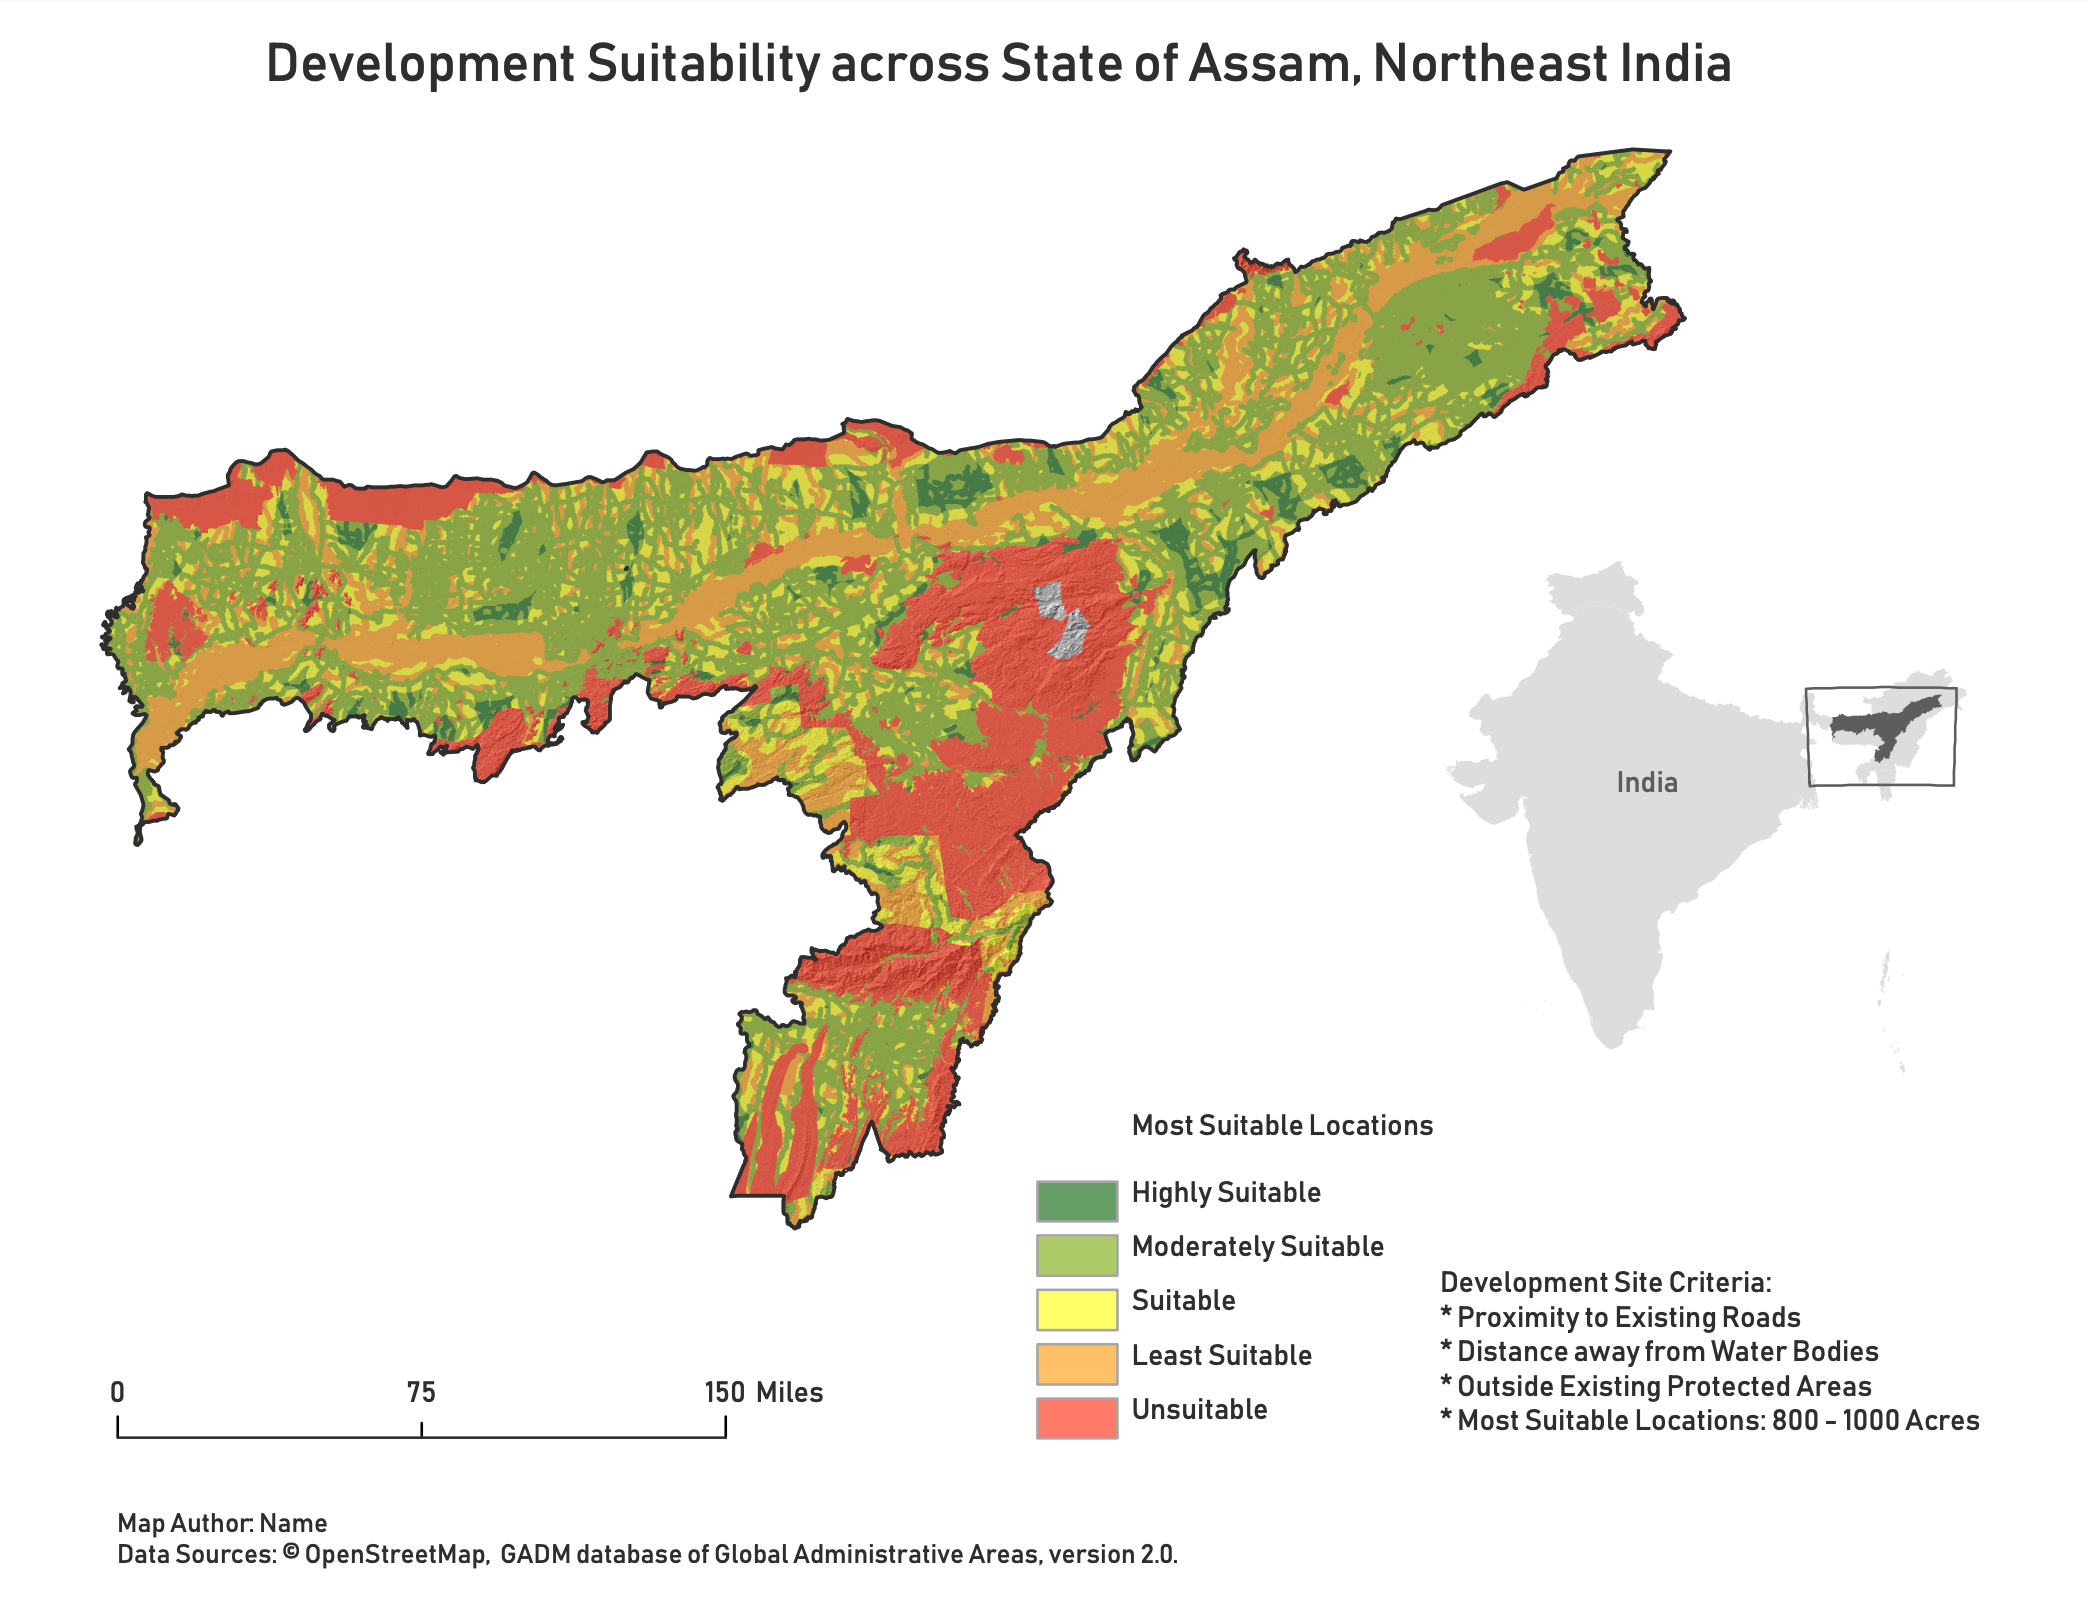 Development Suitability across State of Assam, Northeast India
India
Most Suitable Locations
Highly Suitable
Moderately Suitable
Suitable
Least Suitable
Unsuitable
Development Site Criteria:
* Proximity to Existing Roads
* Distance away from Water Bodies
* Outside Existing Protected Areas
* Most Suitable Locations: 800 - 1000 Acres
0 75 150 Miles
Map Author: Name
Data Sources: © OpenStreetMap, GADM database of Global Administrative Areas, version 2.0.